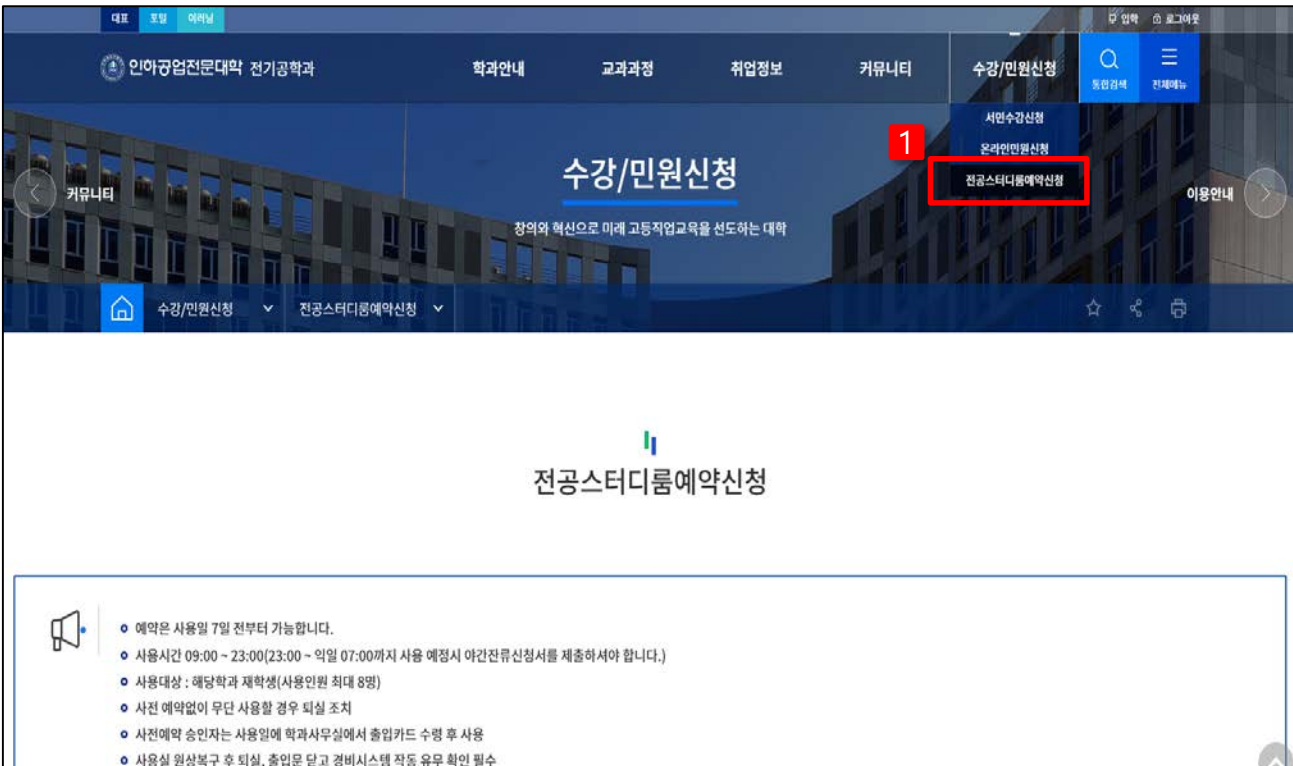 대표 포털 이러닝
입학 로그아웃
인하공업전문대학 전기공학과
학과안내 교과과정 취업정보 커뮤니티 수강/민원신청
통합검색 전체메뉴
서민수강신청
1
온라인민원신청
전공스터디룸예약신청
수강/민원신청
커뮤니티
이용안내
창의와 혁신으로 미래 고등직업교육을 선도하는 대학
수강/민원신청 전공스터디룸예약신청
전공스터디룸예약신청
예약은 사용일 7일 전부터 가능합니다.
사용시간 09:00 ~ 23:00(23:00 ~ 익일 07:00까지 사용 예정시 야간잔류신청서를 제출하셔야 합니다.)
사용대상 : 해당학과 재학생(사용인원 최대 8명)
사전 예약없이 무단 사용할 경우 퇴실 조치
사전예약 승인자는 사용일에 학과사무실에서 출입카드 수령 후 사용
사용실 원상복구 후 퇴실, 출입문 닫고 경비시스템 작동 유무 확인 필수